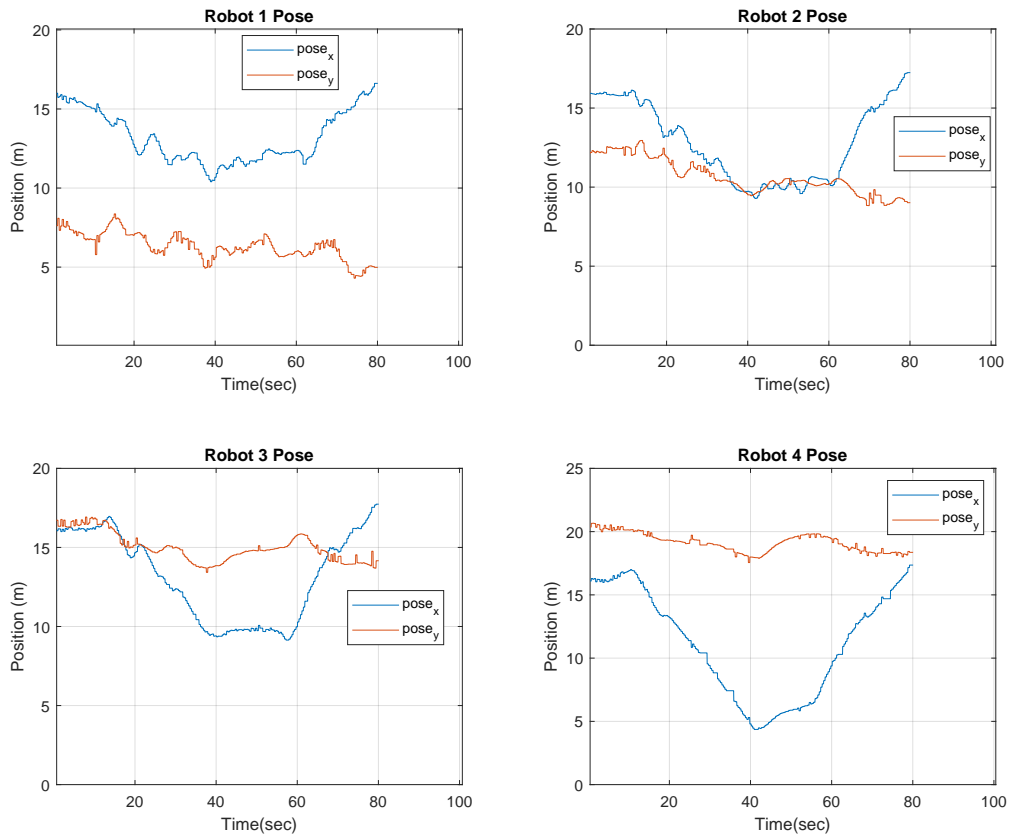 Robot 1 Pose
20
15
10
5
20 40 60 80 100
Position (m)
Time(sec)
pose_x
pose_y
Robot 2 Pose
20
15
10
5
0
20 40 60 80 100
Position (m)
Time(sec)
pose_x
pose_y
Robot 3 Pose
20
15
10
5
0
20 40 60 80 100
Position (m)
Time(sec)
pose_x
pose_y
Robot 4 Pose
25
20
15
10
5
0
20 40 60 80 100
Position (m)
Time(sec)
pose_x
pose_y